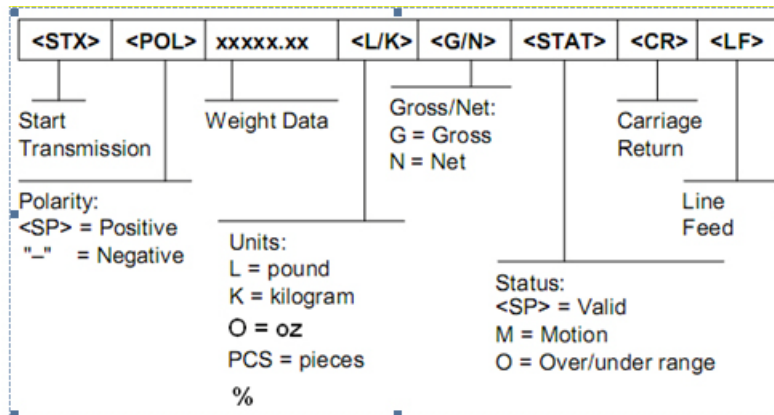 <STX> <POL> xxxxx.xx <L/K> <G/N> <STAT> <CR> <LF>
Start
Transmission
Weight Data
Gross/Net:
G = Gross
N = Net
Carriage
Return
Polarity:
<SP> = Positive
"–" = Negative
Line
Feed
Units:
L = pound
K = kilogram
O = oz
PCS = pieces
%
Status:
<SP> = Valid
M = Motion
O = Over/under range